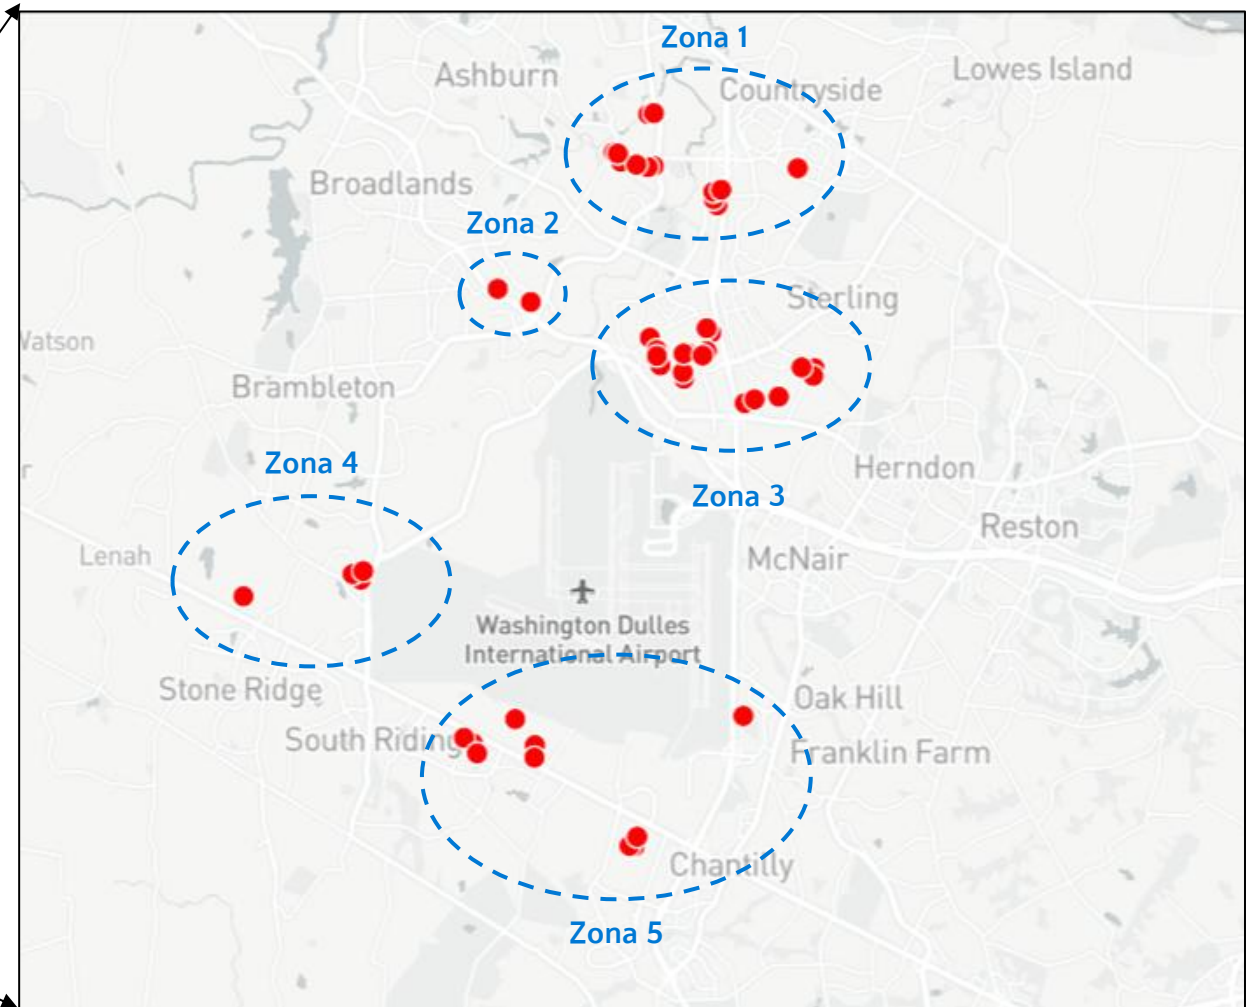 Zona 1
Ashburn
Lowes Island
Countryside
Broadlands
Zona 2
Sterling
Watson
Brambleton
Zona 4
Herndon
Zona 3
Reston
Lenah
McNair
Washington Dulles
International Airport
Stone Ridge
Oak Hill
South Riding
Franklin Farm
Chantilly
Zona 5